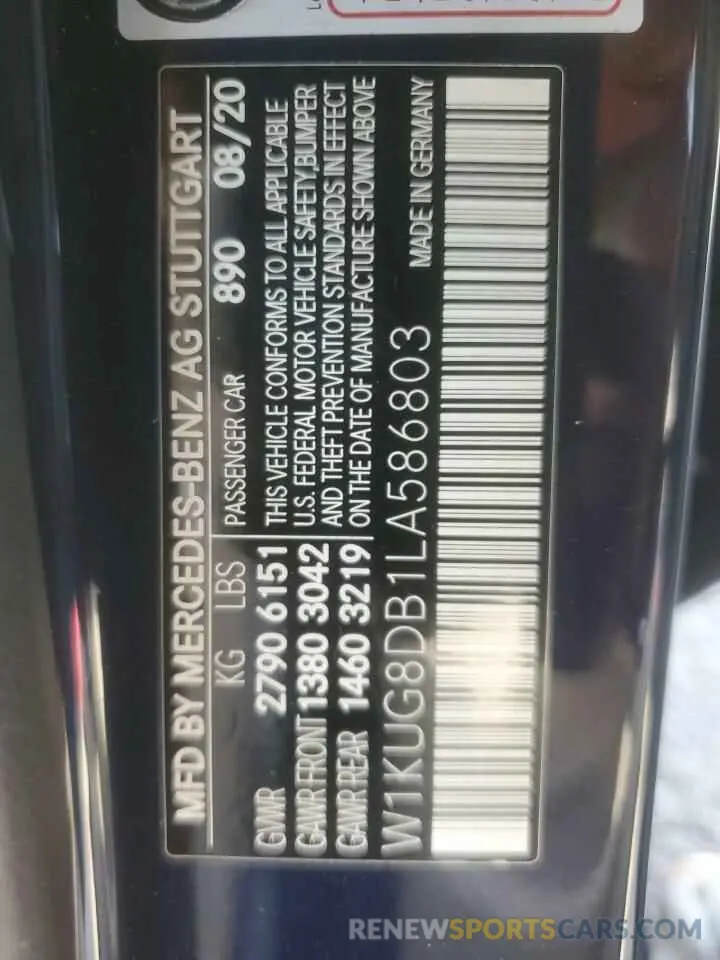 MFD BY MERCEDES-BENZ AG STUTTGART
KG LBS PASSENGER CAR 890 08/20
GWR 2790 6151 THIS VEHICLE CONFORMS TO ALL APPLICABLE
GAWR FRONT 1380 3042 U.S. FEDERAL MOTOR VEHICLE SAFETY,BUMPER
GAWR REAR 1460 3219 AND THEFT PREVENTION STANDARDS IN EFFECT
ON THE DATE OF MANUFACTURE SHOWN ABOVE
W1KUG8DB1LA586803 MADE IN GERMANY
RENEWSPORTSCARS.COM